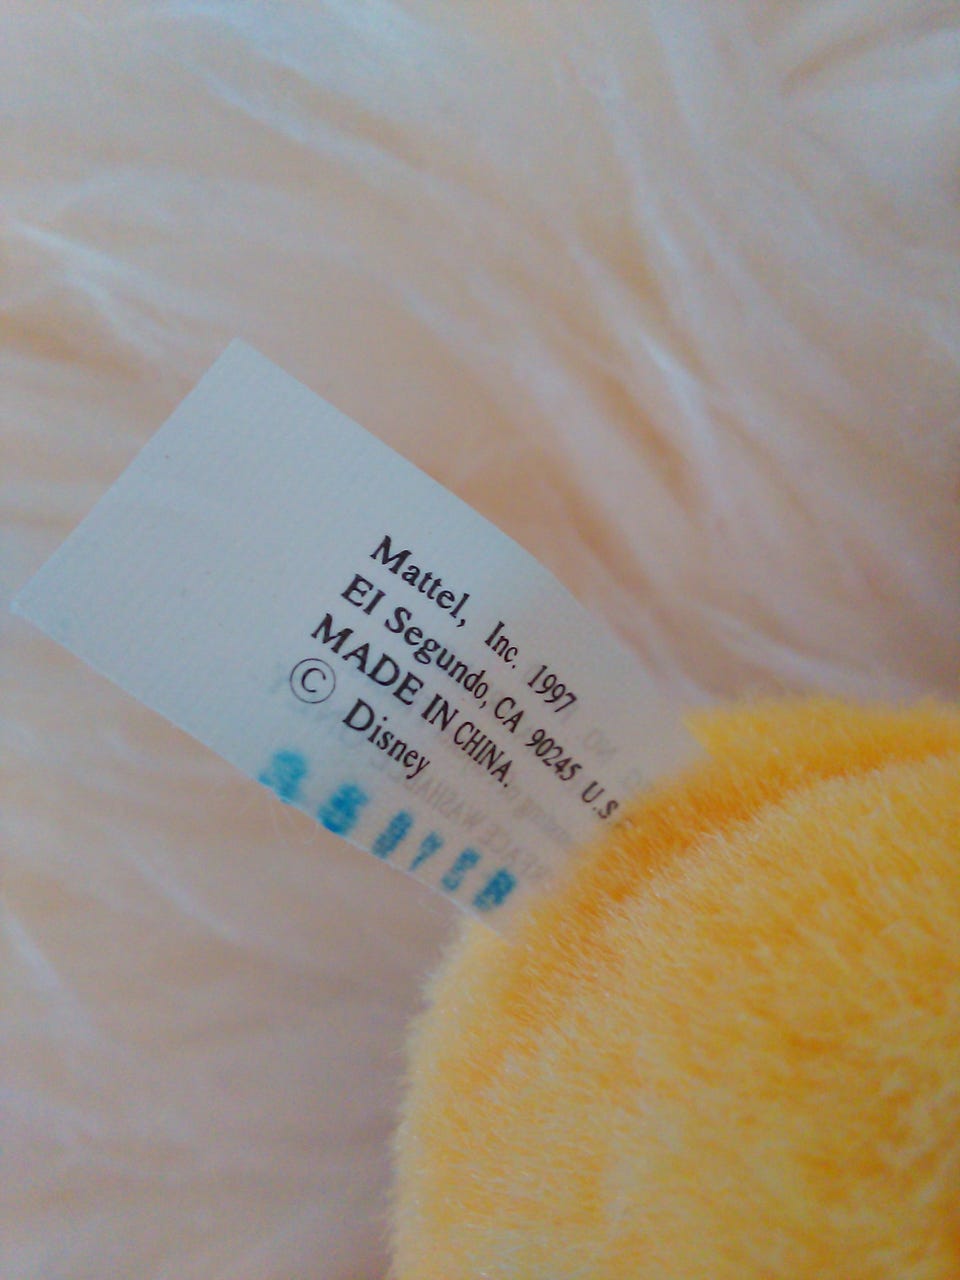 Mattel, Inc. 1997
El Segundo, CA 90245 U.S
MADE IN CHINA.
© Disney